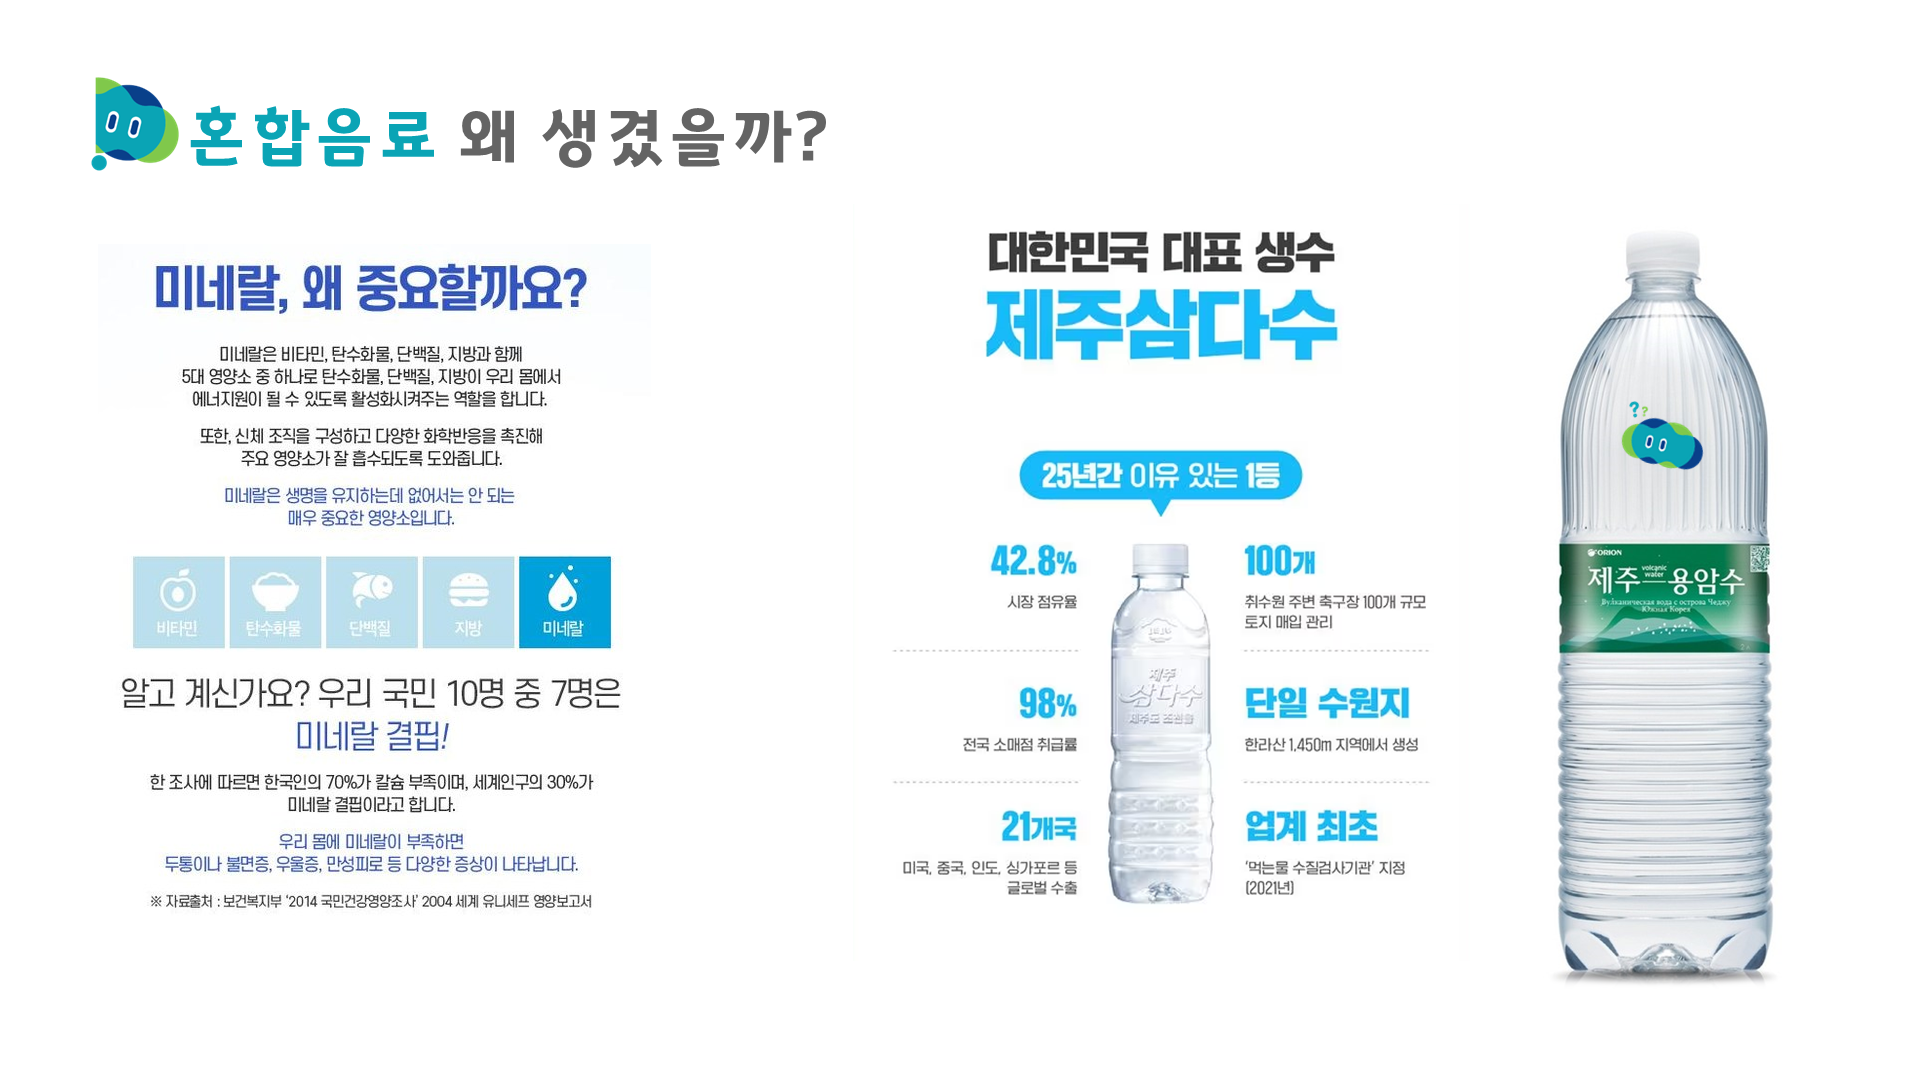 혼합음료 왜 생겼을까?
미네랄, 왜 중요할까요?
미네랄은 비타민, 탄수화물, 단백질, 지방과 함께
5대 영양소 중 하나로 탄수화물, 단백질, 지방이 우리 몸에서
에너지원이 될 수 있도록 활성화시켜주는 역할을 합니다.
또한, 신체 조직을 구성하고 다양한 화학반응을 촉진해
주요 영양소가 잘 흡수되도록 도와줍니다.
미네랄은 생명을 유지하는데 없어서는 안 되는
매우 중요한 영양소입니다.
비타민 탄수화물 단백질 지방 미네랄
알고 계신가요? 우리 국민 10명 중 7명은
미네랄 결핍!
한 조사에 따르면 한국인의 70%가 칼슘 부족이며, 세계인구의 30%가
미네랄 결핍이라고 합니다.
우리 몸에 미네랄이 부족하면
두통이나 불면증, 우울증, 만성피로 등 다양한 증상이 나타납니다.
※ 자료출처 : 보건복지부 '2014 국민건강영양조사' 2004 세계 유니세프 영양보고서
대한민국 대표 생수
제주삼다수
25년간 이유 있는 1등
42.8%
시장 점유율
98%
전국 소매점 취급률
21개국
미국, 중국, 인도, 싱가포르 등
글로벌 수출
제주
삼다수
100개
취수원 주변 축구장 100개 규모
토지 매입 관리
단일 수원지
한라산 1,450m 지역에서 생성
업계 최초
'먹는물 수질검사기관' 지정
(2021년)
??
ORION
제주 volcanic water 용암수
Вулканическая вода с острова Чеджу
Южная Корея